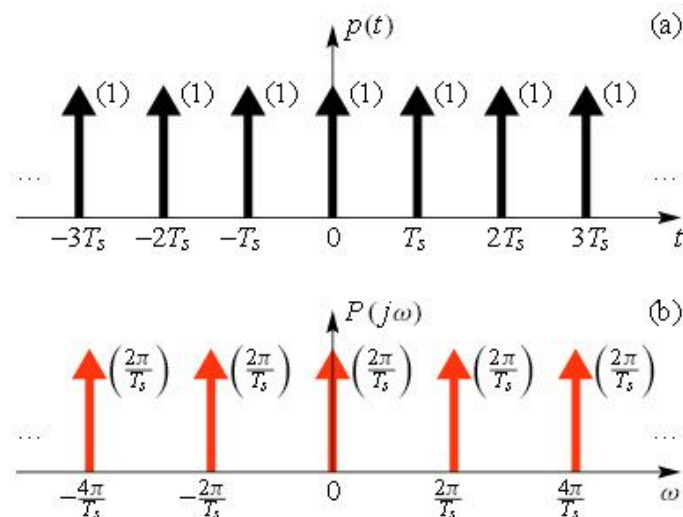 p(t) (a)
(1) (1) (1) (1) (1) (1) (1)
... ...
−3Tₛ −2Tₛ −Tₛ 0 Tₛ 2Tₛ 3Tₛ t
P(jω) (b)
(2π/Tₛ) (2π/Tₛ) (2π/Tₛ) (2π/Tₛ) (2π/Tₛ)
... ...
−4π/Tₛ −2π/Tₛ 0 2π/Tₛ 4π/Tₛ ω